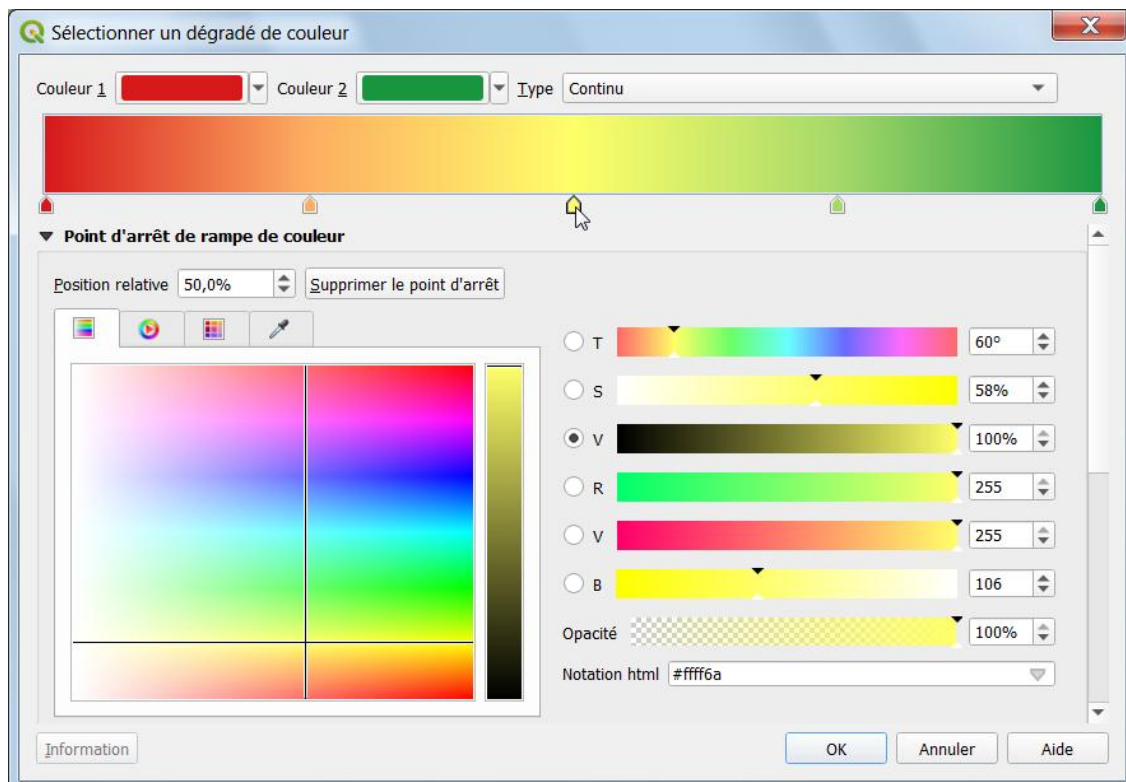 Sélectionner un dégradé de couleur
Couleur 1 Couleur 2 Type Continu
Point d'arrêt de rampe de couleur
Position relative 50,0% Supprimer le point d'arrêt
T 60°
S 58%
V 100%
R 255
V 255
B 106
Opacité 100%
Notation html #ffff6a
Information OK Annuler Aide